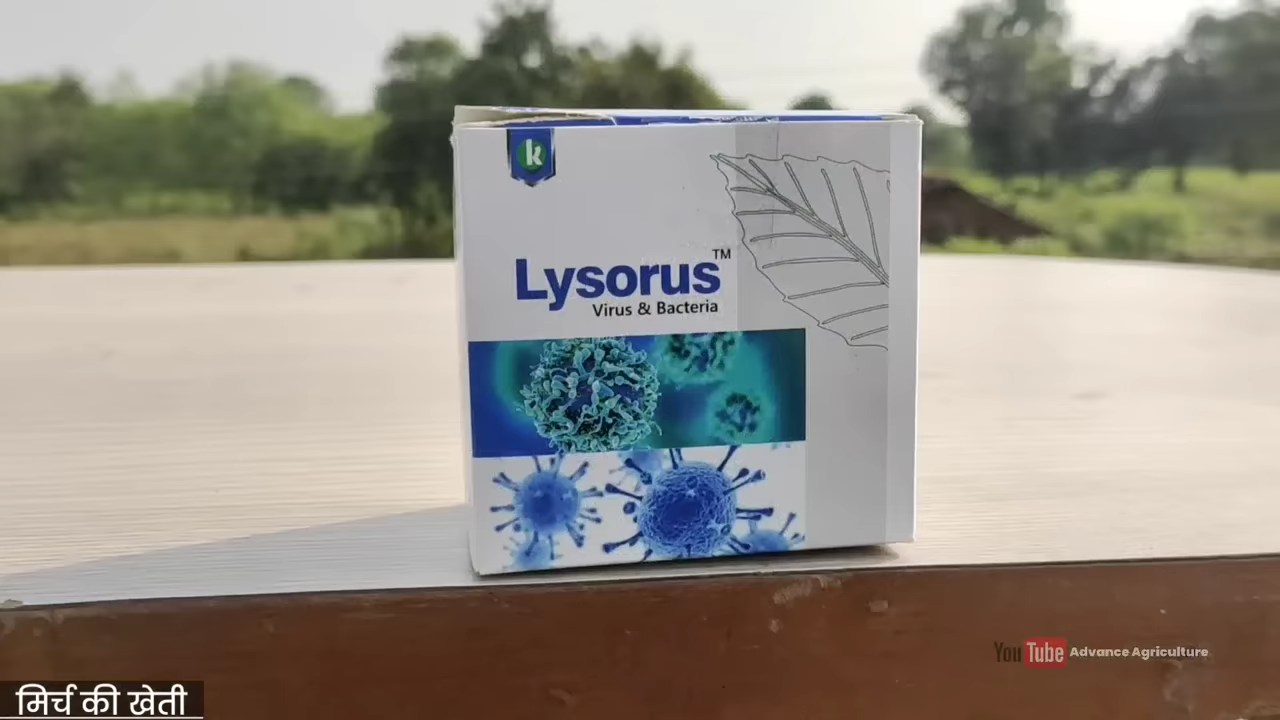 k
Lysorus™
Virus & Bacteria
YouTube Advance Agriculture
मिर्च की खेती